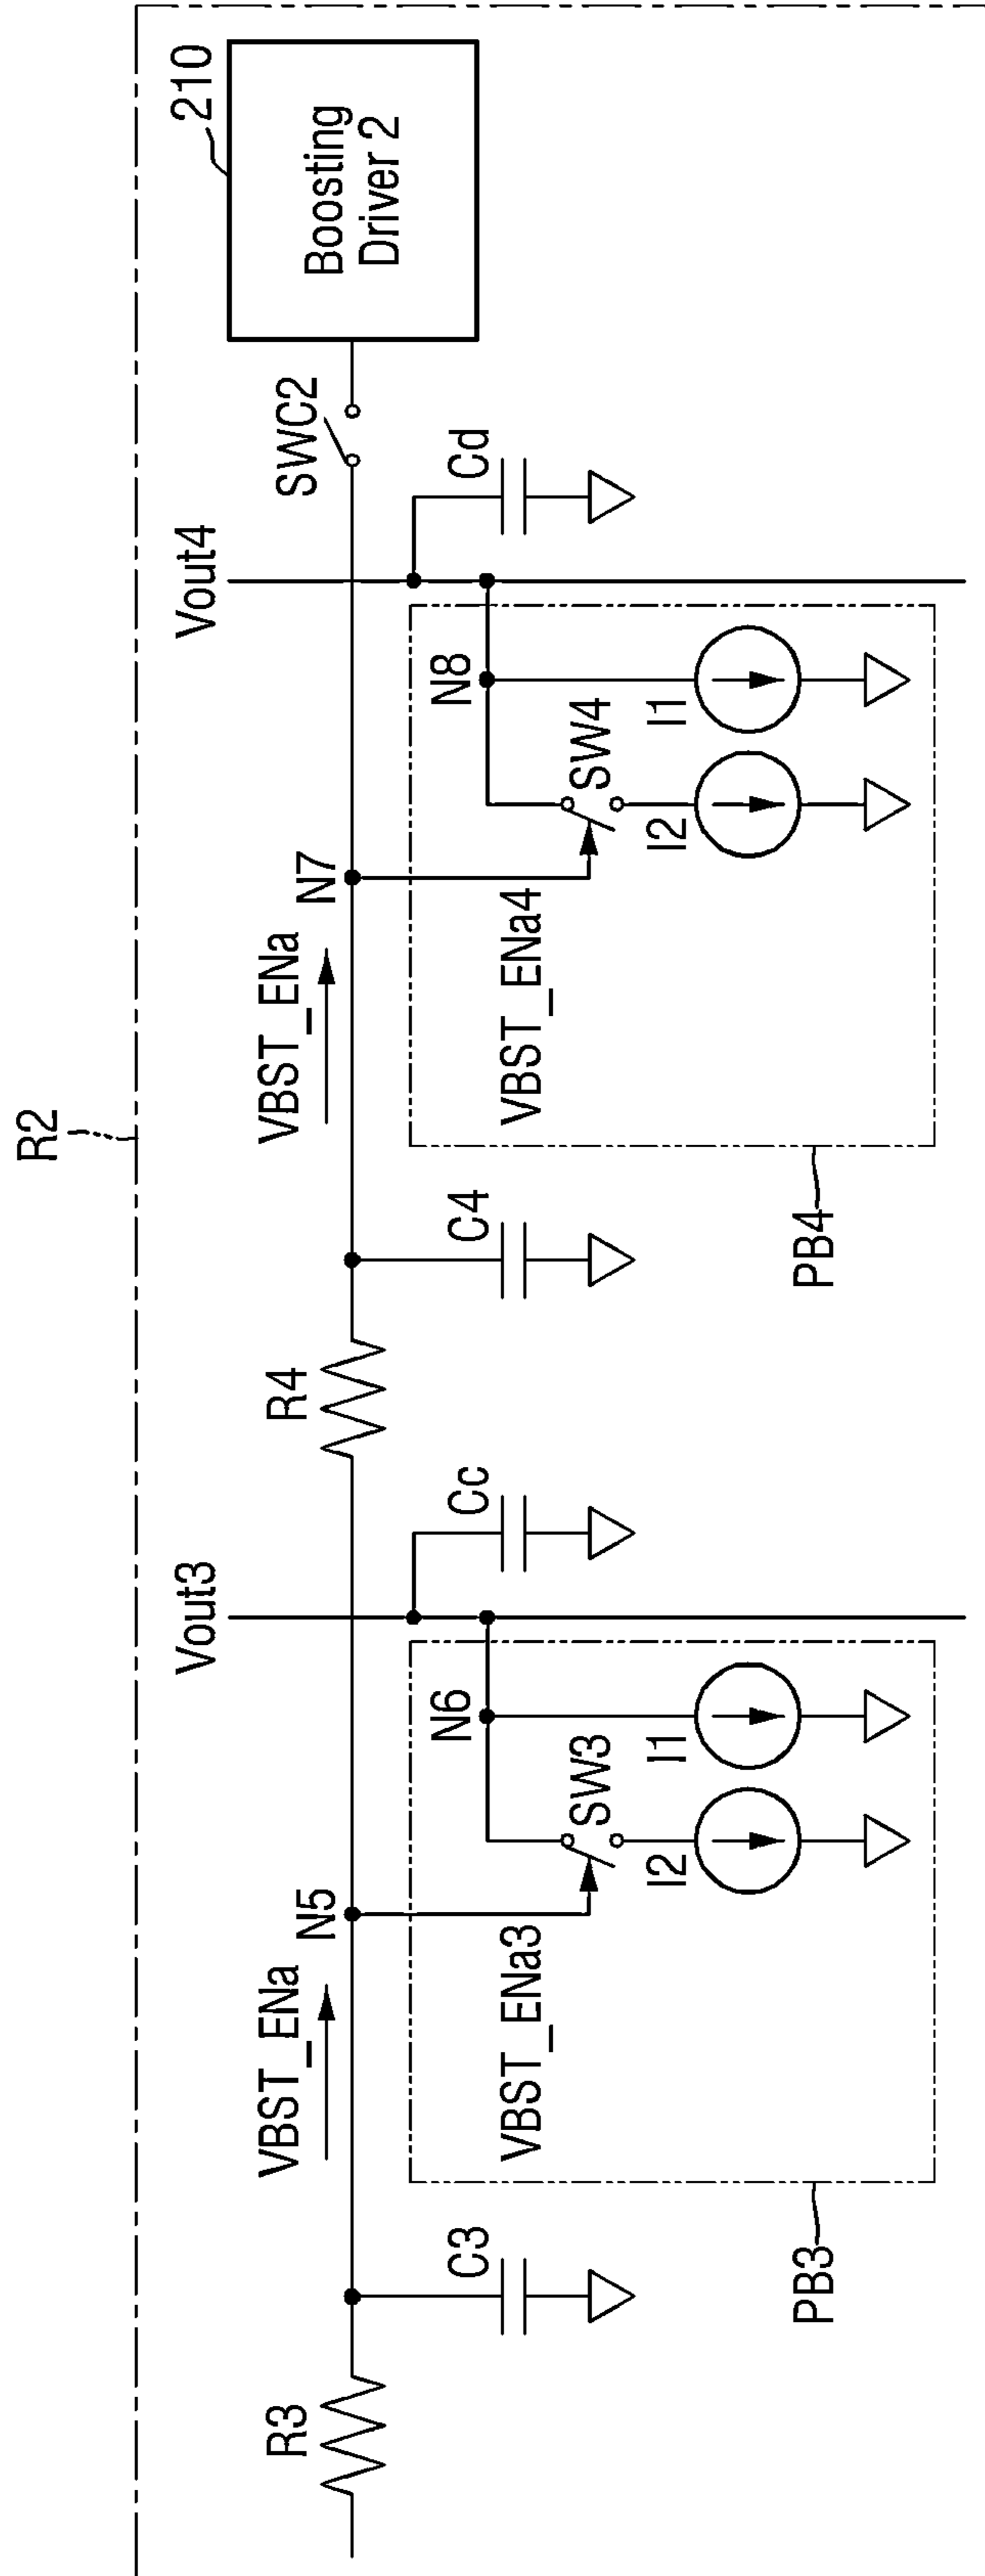 R2
210
Boosting
Driver 2
SWC2
Vout3
Vout4
R3
VBST_ENa
N5
R4
VBST_ENa
N7
C3
N6
Cc
C4
N8
Cd
VBST_ENa3
SW3
VBST_ENa4
SW4
I2
I1
I2
I1
PB3
PB4